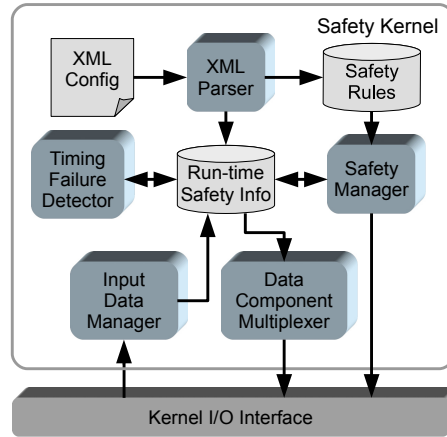 Safety Kernel
XML
Config
XML
Parser
Safety
Rules
Timing
Failure
Detector
Run-time
Safety Info
Safety
Manager
Input
Data
Manager
Data
Component
Multiplexer
Kernel I/O Interface